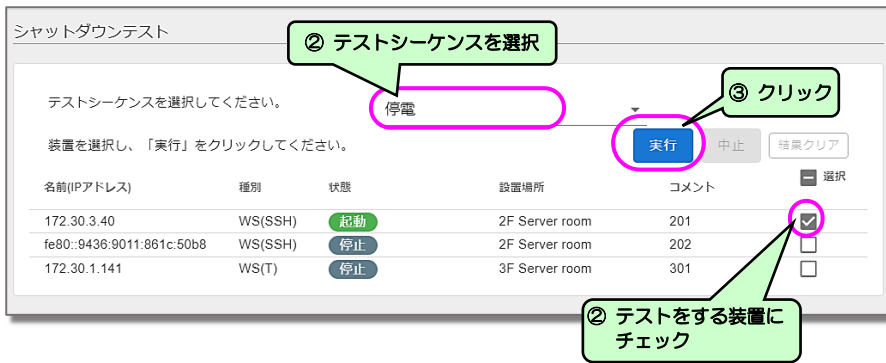 シャットダウンテスト
② テストシーケンスを選択
テストシーケンスを選択してください。
停電
③ クリック
装置を選択し、「実行」をクリックしてください。
実行
中止
結果クリア
名前(IPアドレス) 種別 状態 設置場所 コメント 選択
172.30.3.40 WS(SSH) 起動 2F Server room 201
fe80::9436:9011:861c:50b8 WS(SSH) 停止 2F Server room 202
172.30.1.141 WS(T) 停止 3F Server room 301
② テストをする装置に
チェック